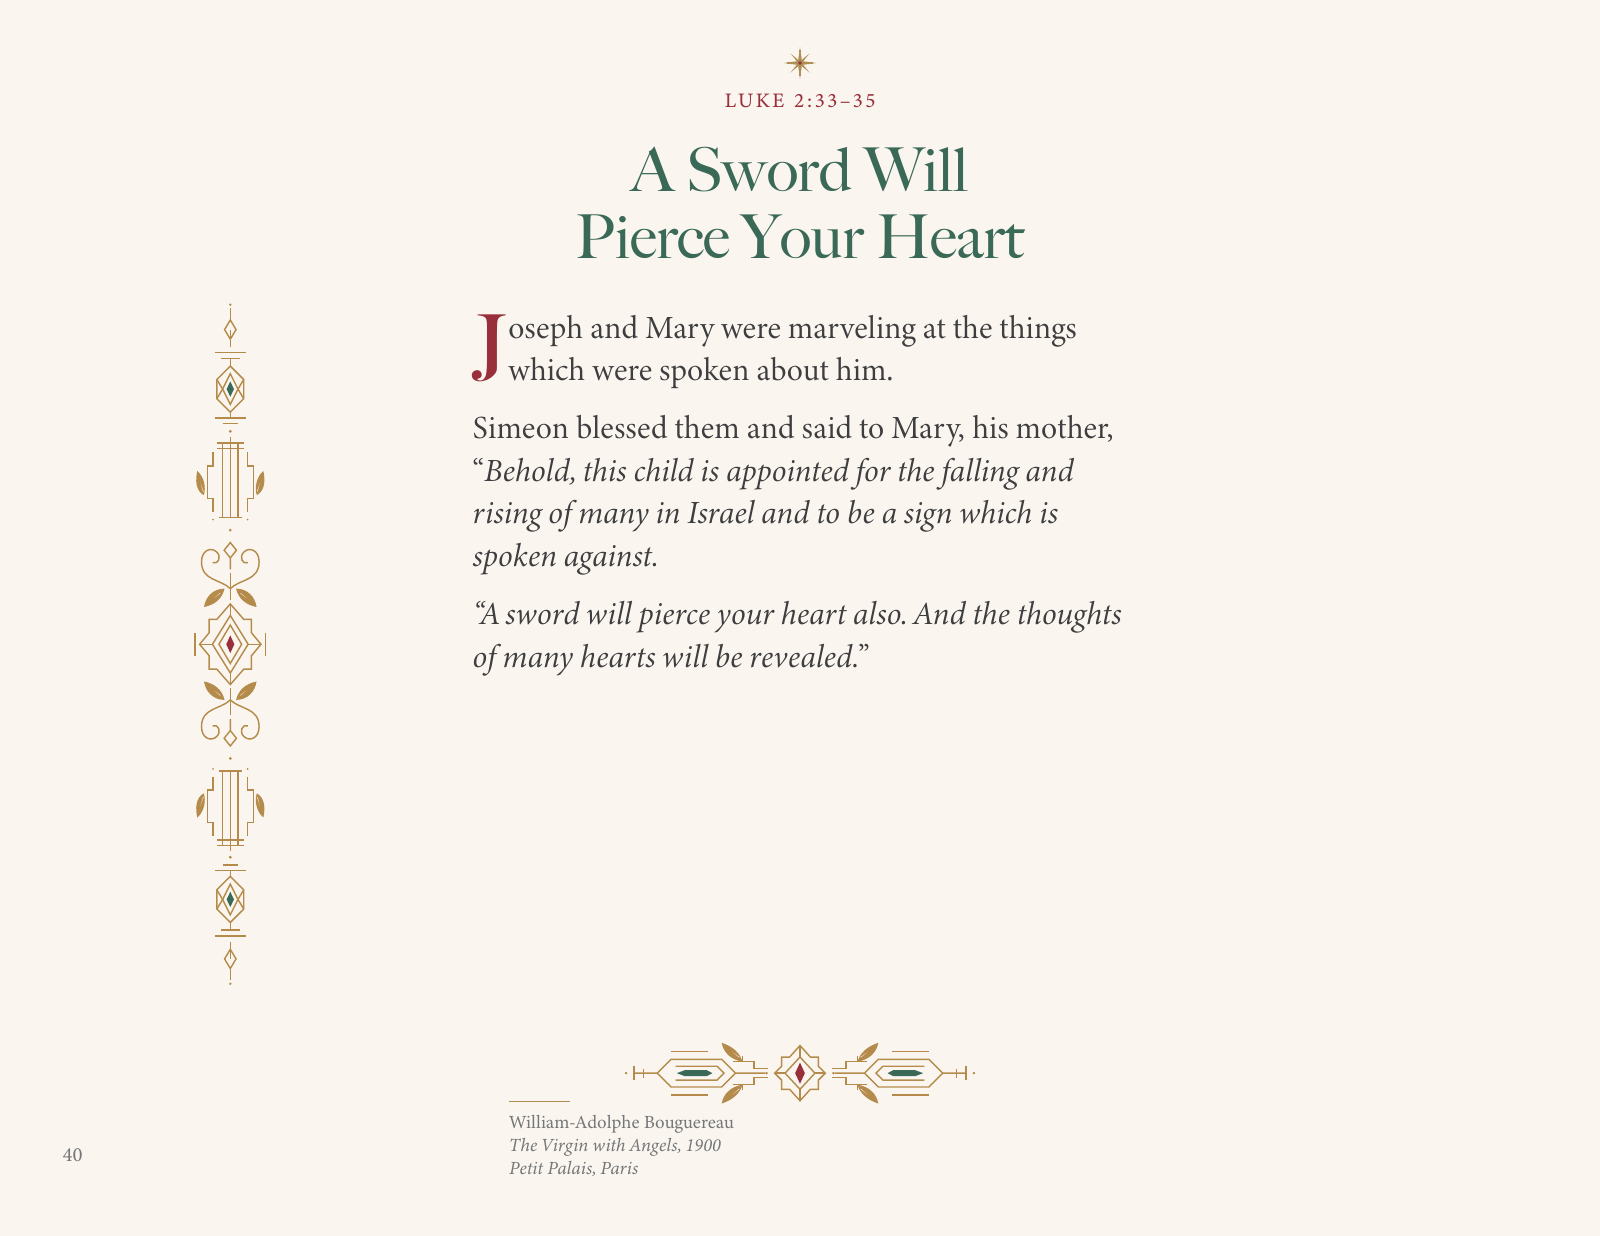 LUKE 2:33–35
A Sword Will
Pierce Your Heart
Joseph and Mary were marveling at the things
which were spoken about him.
Simeon blessed them and said to Mary, his mother,
“Behold, this child is appointed for the falling and
rising of many in Israel and to be a sign which is
spoken against.
“A sword will pierce your heart also. And the thoughts
of many hearts will be revealed.”
William-Adolphe Bouguereau
The Virgin with Angels, 1900
Petit Palais, Paris
40